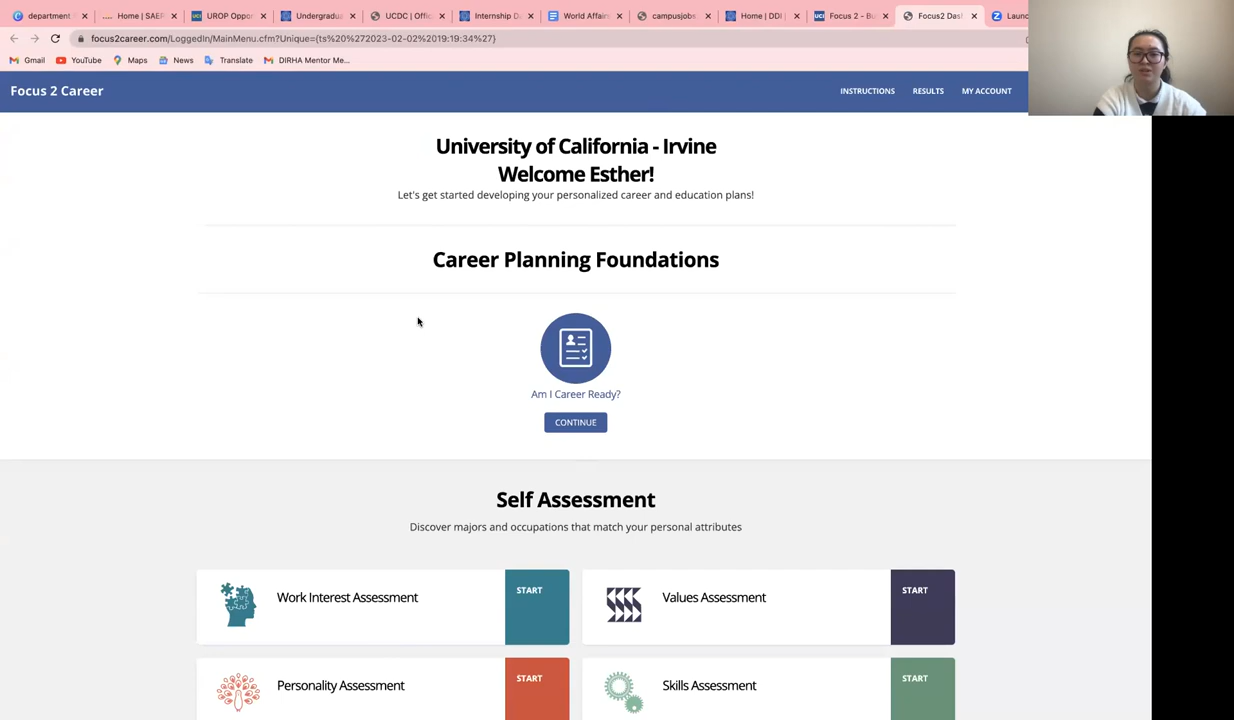 department
Home | SAEP
UROP Oppor
Undergradua
UCDC | Offic
Internship D
World Affair
campusjobs
Home | DDI
Focus 2 - Bu
Focus2 Das
Launc
focus2career.com/LoggedIn/MainMenu.cfm?Unique={ts%20%272023-02-02%2019:19:34%27}
Gmail
YouTube
Maps
News
Translate
DIRHA Mentor Me...
Focus 2 Career
INSTRUCTIONS
RESULTS
MY ACCOUNT
University of California - Irvine
Welcome Esther!
Let's get started developing your personalized career and education plans!
Career Planning Foundations
Am I Career Ready?
CONTINUE
Self Assessment
Discover majors and occupations that match your personal attributes
Work Interest Assessment
START
Values Assessment
START
Personality Assessment
START
Skills Assessment
START